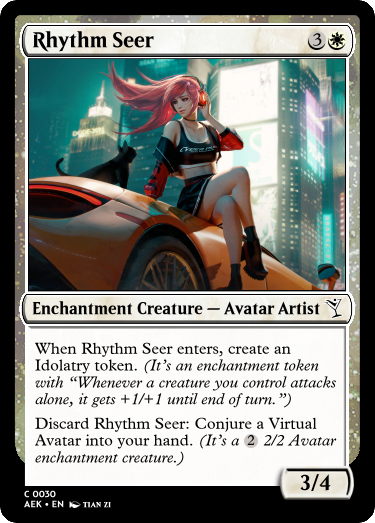 Rhythm Seer 3
Enchantment Creature — Avatar Artist
When Rhythm Seer enters, create an
Idolatry token. (It's an enchantment token
with "Whenever a creature you control attacks
alone, it gets +1/+1 until end of turn.")
Discard Rhythm Seer: Conjure a Virtual
Avatar into your hand. (It's a 2 2/2 Avatar
enchantment creature.)
3/4
C 0030
AEK • EN TIAN ZI